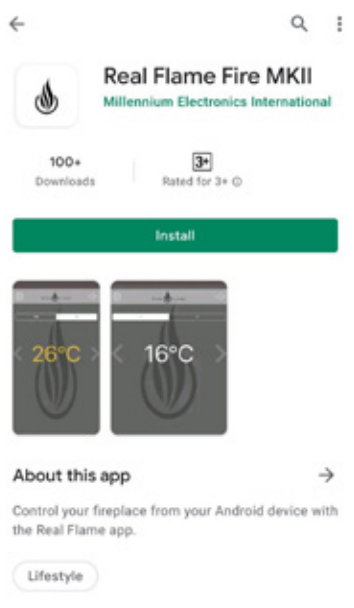 Real Flame Fire MKII
Millennium Electronics International
100+
Downloads
3+
Rated for 3+
Install
26°C
16°C
About this app
Control your fireplace from your Android device with
the Real Flame app.
Lifestyle